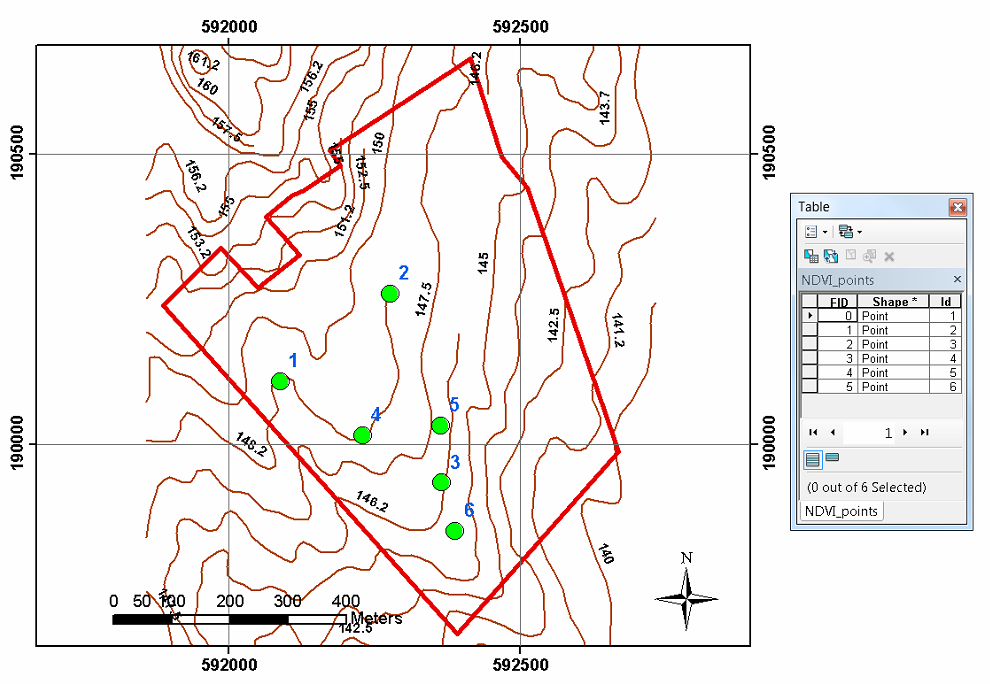 592000 592500
161.2
160
156.2
155
157.5
146.2
143.7
190500 190500
150
155
152.5
156.2
155
151.2
153.2
145
147.5
142.5
141.2
2
1
4
5
3
6
190000 190000
145.2
146.2
140
N
0 50 100 200 300 400
Meters
142.5
592000 592500
Table
NDVI_points
FID Shape * Id
0 Point 1
1 Point 2
2 Point 3
3 Point 4
4 Point 5
5 Point 6
1
(0 out of 6 Selected)
NDVI_points